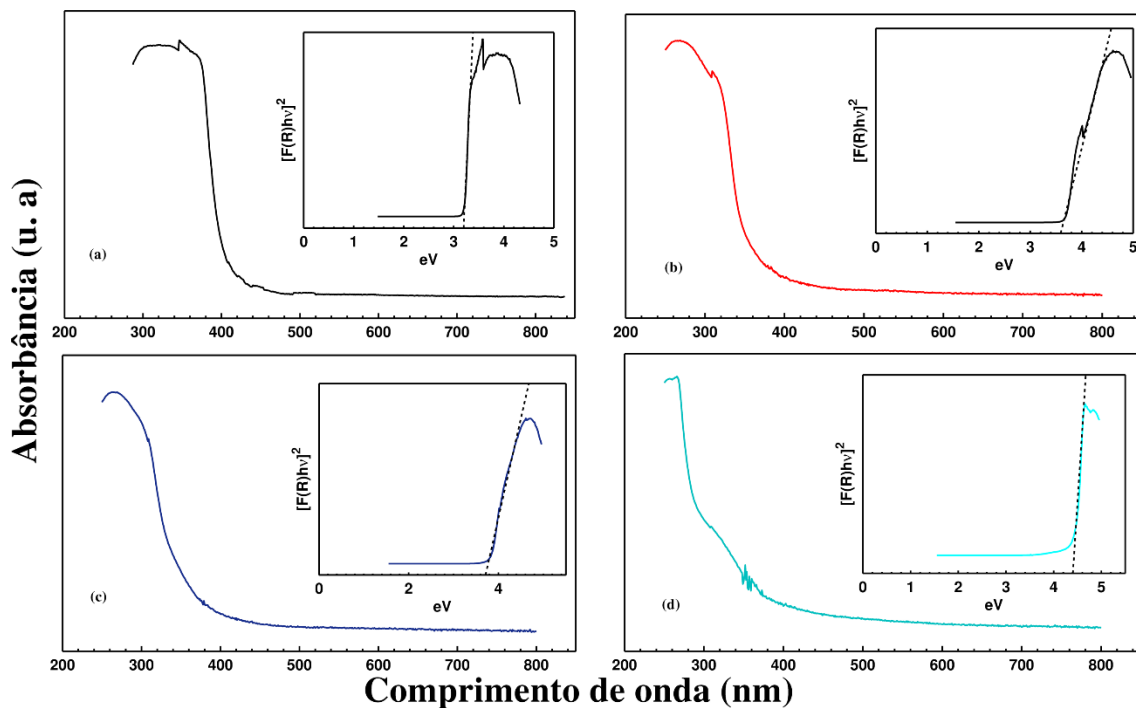 Absorbância (u. a)
[F(R)hν]²
0 1 2 3 4 5
eV
(a)
200 300 400 500 600 700 800
[F(R)hν]²
0 1 2 3 4 5
eV
(b)
200 300 400 500 600 700 800
[F(R)hν]²
0 2 4
eV
(c)
200 300 400 500 600 700 800
[F(R)hν]²
0 1 2 3 4 5
eV
(d)
200 300 400 500 600 700 800
Comprimento de onda (nm)